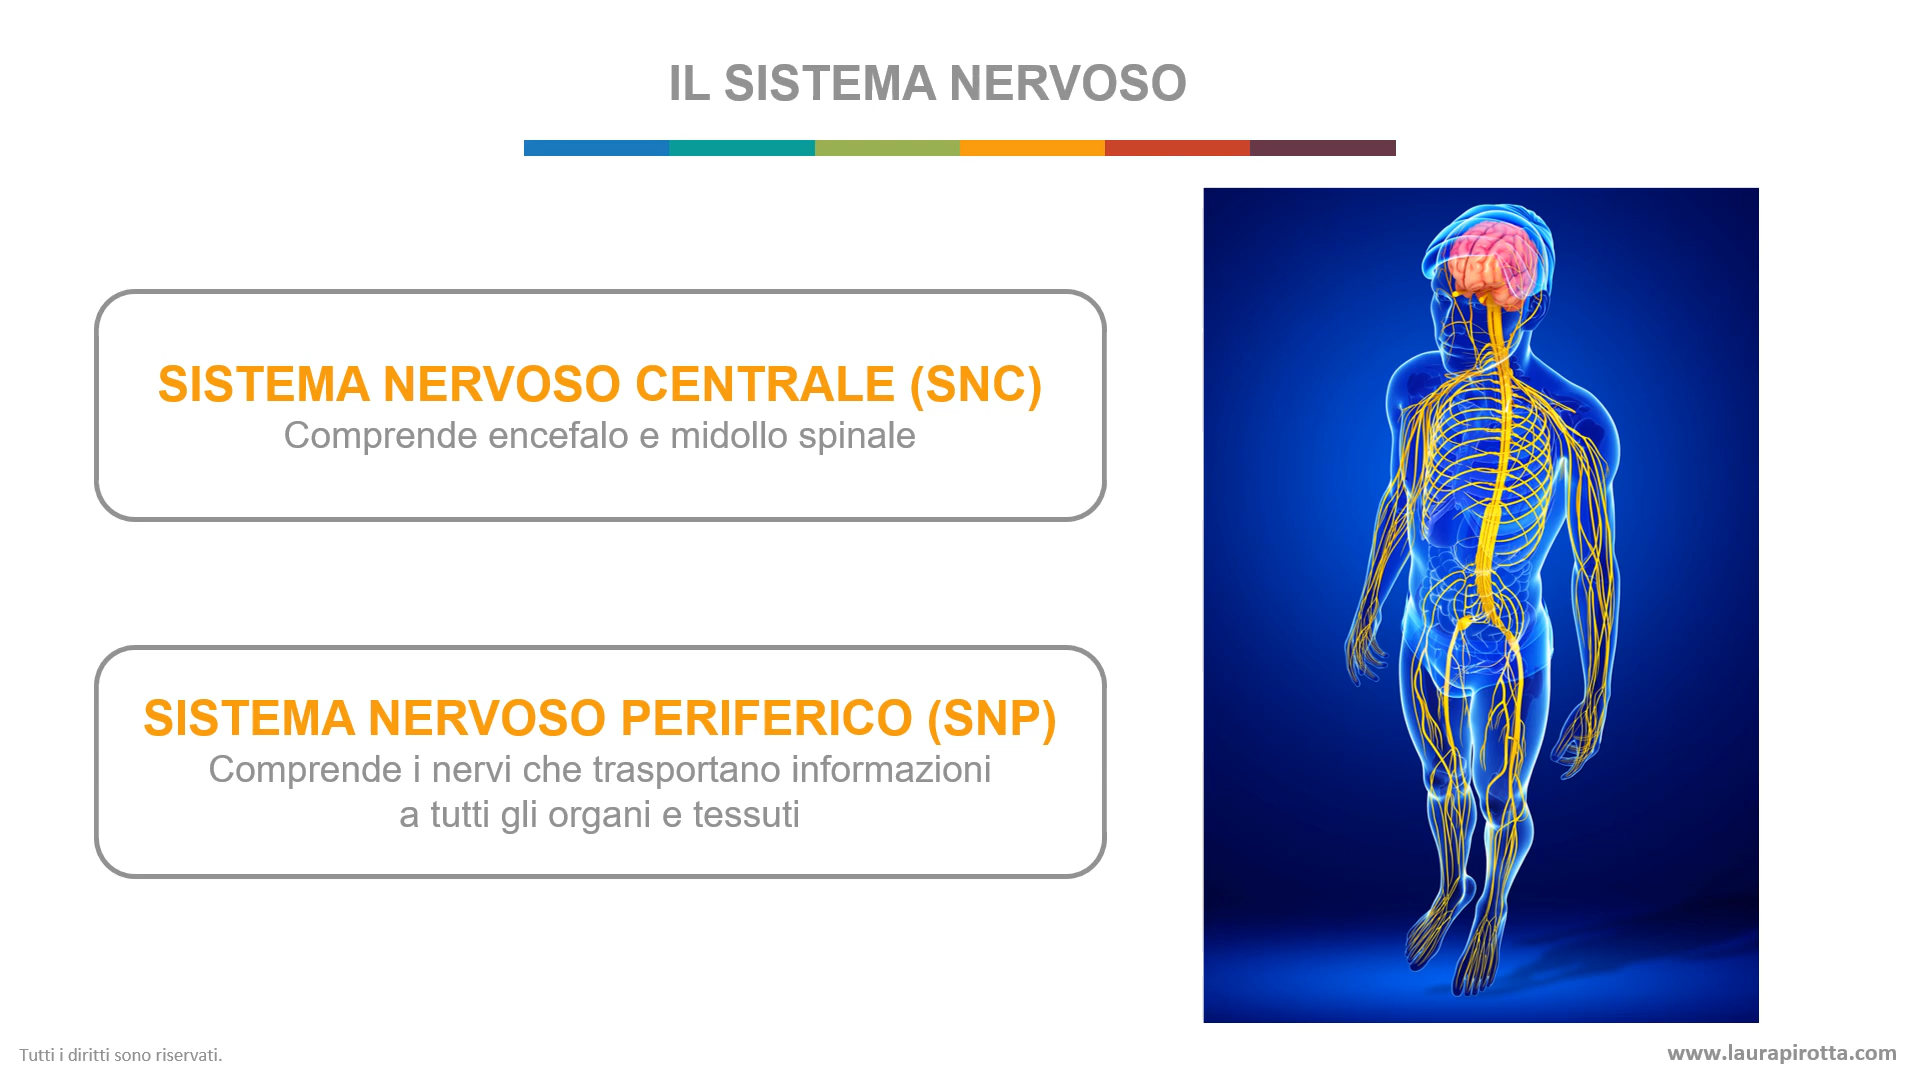 IL SISTEMA NERVOSO
SISTEMA NERVOSO CENTRALE (SNC)
Comprende encefalo e midollo spinale
SISTEMA NERVOSO PERIFERICO (SNP)
Comprende i nervi che trasportano informazioni
a tutti gli organi e tessuti
Tutti i diritti sono riservati.
www.laurapirotta.com